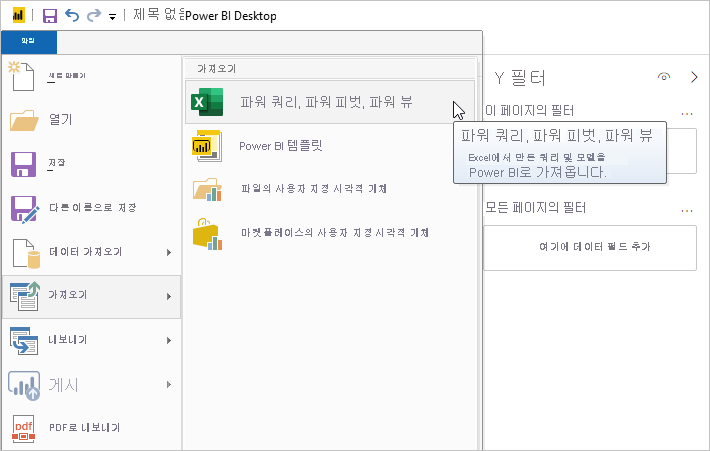 제목 없음Power BI Desktop
파일
가져오기
새로 만들기
파워 쿼리, 파워 피벗, 파워 뷰
열기
Power BI 템플릿
저장
파일의 사용자 지정 시각적 개체
다른 이름으로 저장
마켓플레이스의 사용자 지정 시각적 개체
데이터 가져오기
가져오기
내보내기
게시
pdf
PDF로 내보내기
Y 필터
이 페이지의 필터
파워 쿼리, 파워 피벗, 파워 뷰
Excel에서 만든 쿼리 및 모델을
Power BI로 가져옵니다.
모든 페이지의 필터
여기에 데이터 필드 추가